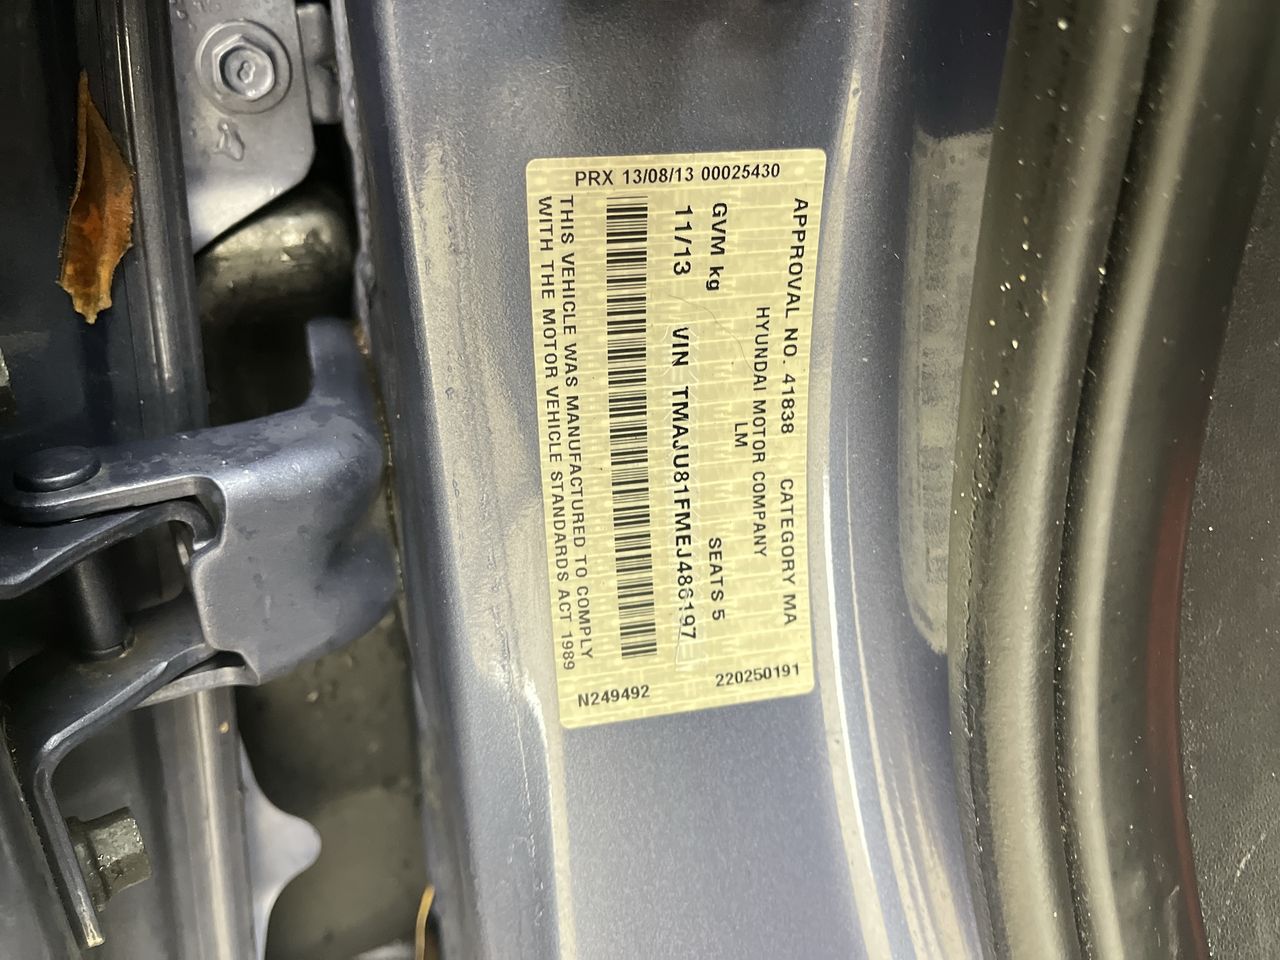 APPROVAL NO. 41838 CATEGORY MA
HYUNDAI MOTOR COMPANY
LM
GVM kg SEATS 5
11/13 VIN TMAJU81FMEJ486197
THIS VEHICLE WAS MANUFACTURED TO COMPLY
WITH THE MOTOR VEHICLE STANDARDS ACT 1989
PRX 13/08/13 00025430
220250191
N249492